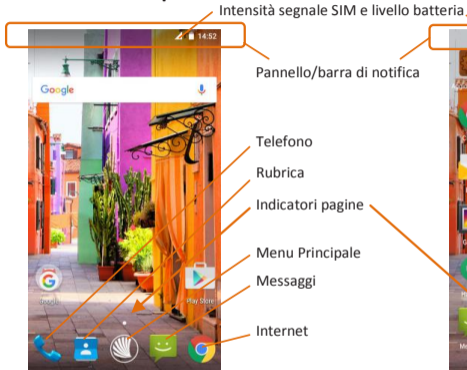 Intensità segnale SIM e livello batteria
14:52
Pannello/barra di notifica
Google
Telefono
Rubrica
Indicatori pagine
Menu Principale
Google
Play Store
Messaggi
Internet